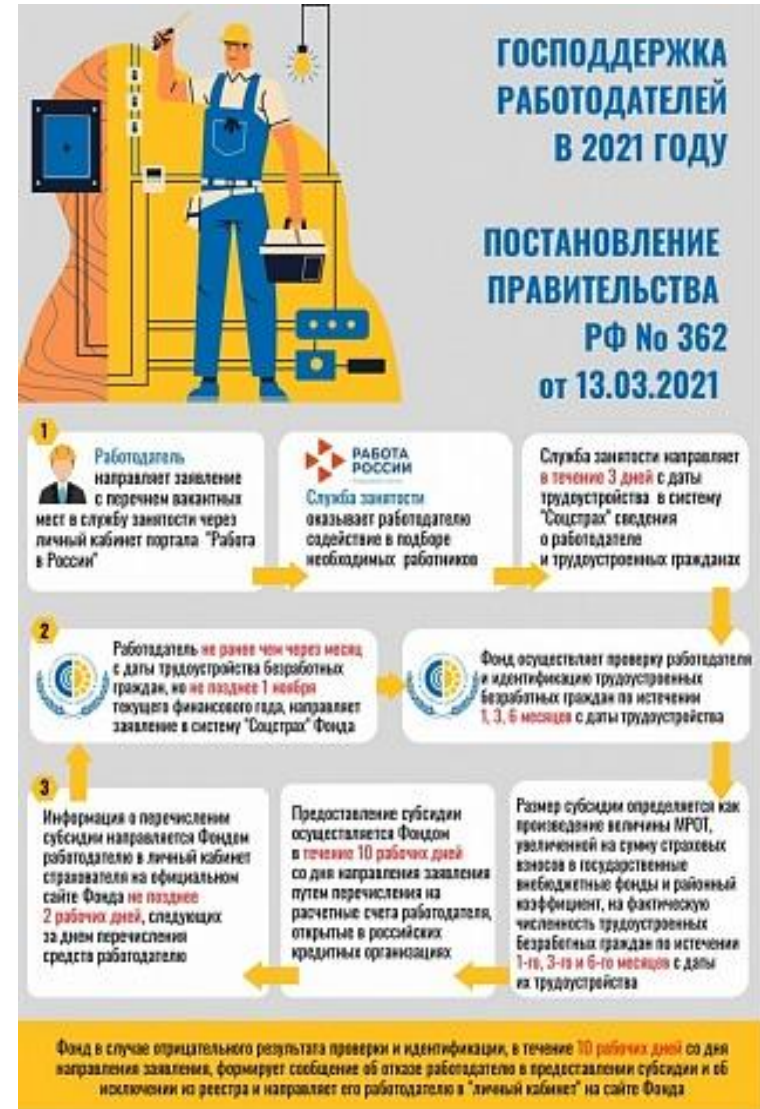 ГОСПОДДЕРЖКА
РАБОТОДАТЕЛЕЙ
В 2021 ГОДУ
ПОСТАНОВЛЕНИЕ
ПРАВИТЕЛЬСТВА
РФ No 362
от 13.03.2021
1
Работодатель
направляет заявление
с перечнем вакантных
мест в службу занятости через
личный кабинет портала "Работа
в России"
РАБОТА
РОССИИ
Служба занятости
оказывает работодателю
содействие в подборе
необходимых работников
Служба занятости направляет
в течение 3 дней с даты
трудоустройства в систему
"Соцстрах" сведения
о работодателе
и трудоустроенных гражданах
2
Работодатель не ранее чем через месяц
с даты трудоустройства безработных
граждан, но не позднее 1 ноября
текущего финансового года, направляет
заявление в систему "Соцстрах" Фонда
Фонд осуществляет проверку работодателя
и идентификацию трудоустроенных
безработных граждан по истечении
1, 3, 6 месяцев с даты трудоустройства
3
Информация о перечислении
субсидии направляется Фондом
работодателю в личный кабинет
страхователя на официальном
сайте Фонда не позднее
2 рабочих дней, следующих
за днем перечисления
средств работодателю
Предоставление субсидии
осуществляется Фондом
в течение 10 рабочих дней
со дня направления заявления
путем перечисления на
расчетные счета работодателя,
открытые в российских
кредитных организациях
Размер субсидии определяется как
произведение величины МРОТ,
увеличенной на сумму страховых
взносов в государственные
внебюджетные фонды и районный
коэффициент, на фактическую
численность трудоустроенных
безработных граждан по истечении
1-го, 3-го и 6-го месяцев с даты
их трудоустройства
Фонд в случае отрицательного результата проверки и идентификации, в течение 10 рабочих дней со дня
направления заявления, формирует сообщение об отказе работодателю в предоставлении субсидии и об
исключении из реестра и направляет его работодателю в "личный кабинет" на сайте Фонда